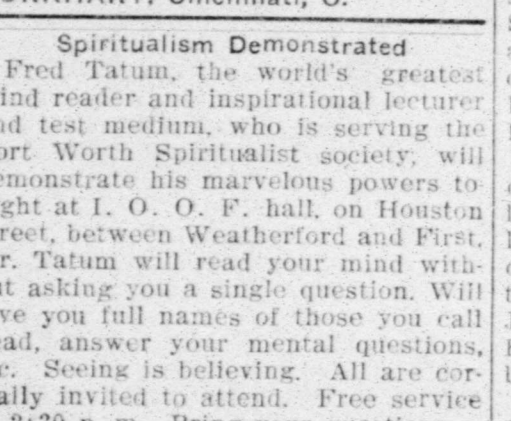 Cincinnati, O.
Spiritualism Demonstrated
Fred Tatum, the world's greatest
ind reader and inspirational lecturer
nd test medium, who is serving the
ort Worth Spiritualist society, will
emonstrate his marvelous powers to-
ght at I. O. O. F. hall, on Houston
reet, between Weatherford and First.
r. Tatum will read your mind with-
ut asking you a single question. Will
ve you full names of those you call
ead, answer your mental questions,
c. Seeing is believing. All are cor-
ially invited to attend. Free service